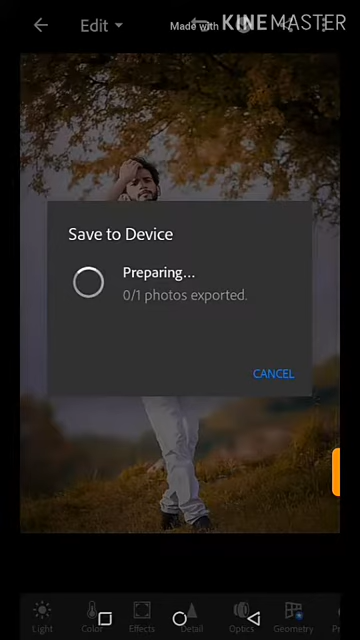 Edit
Made with KINEMASTER
Save to Device
Preparing...
0/1 photos exported.
CANCEL
Light Color Effects Detail Optics Geometry